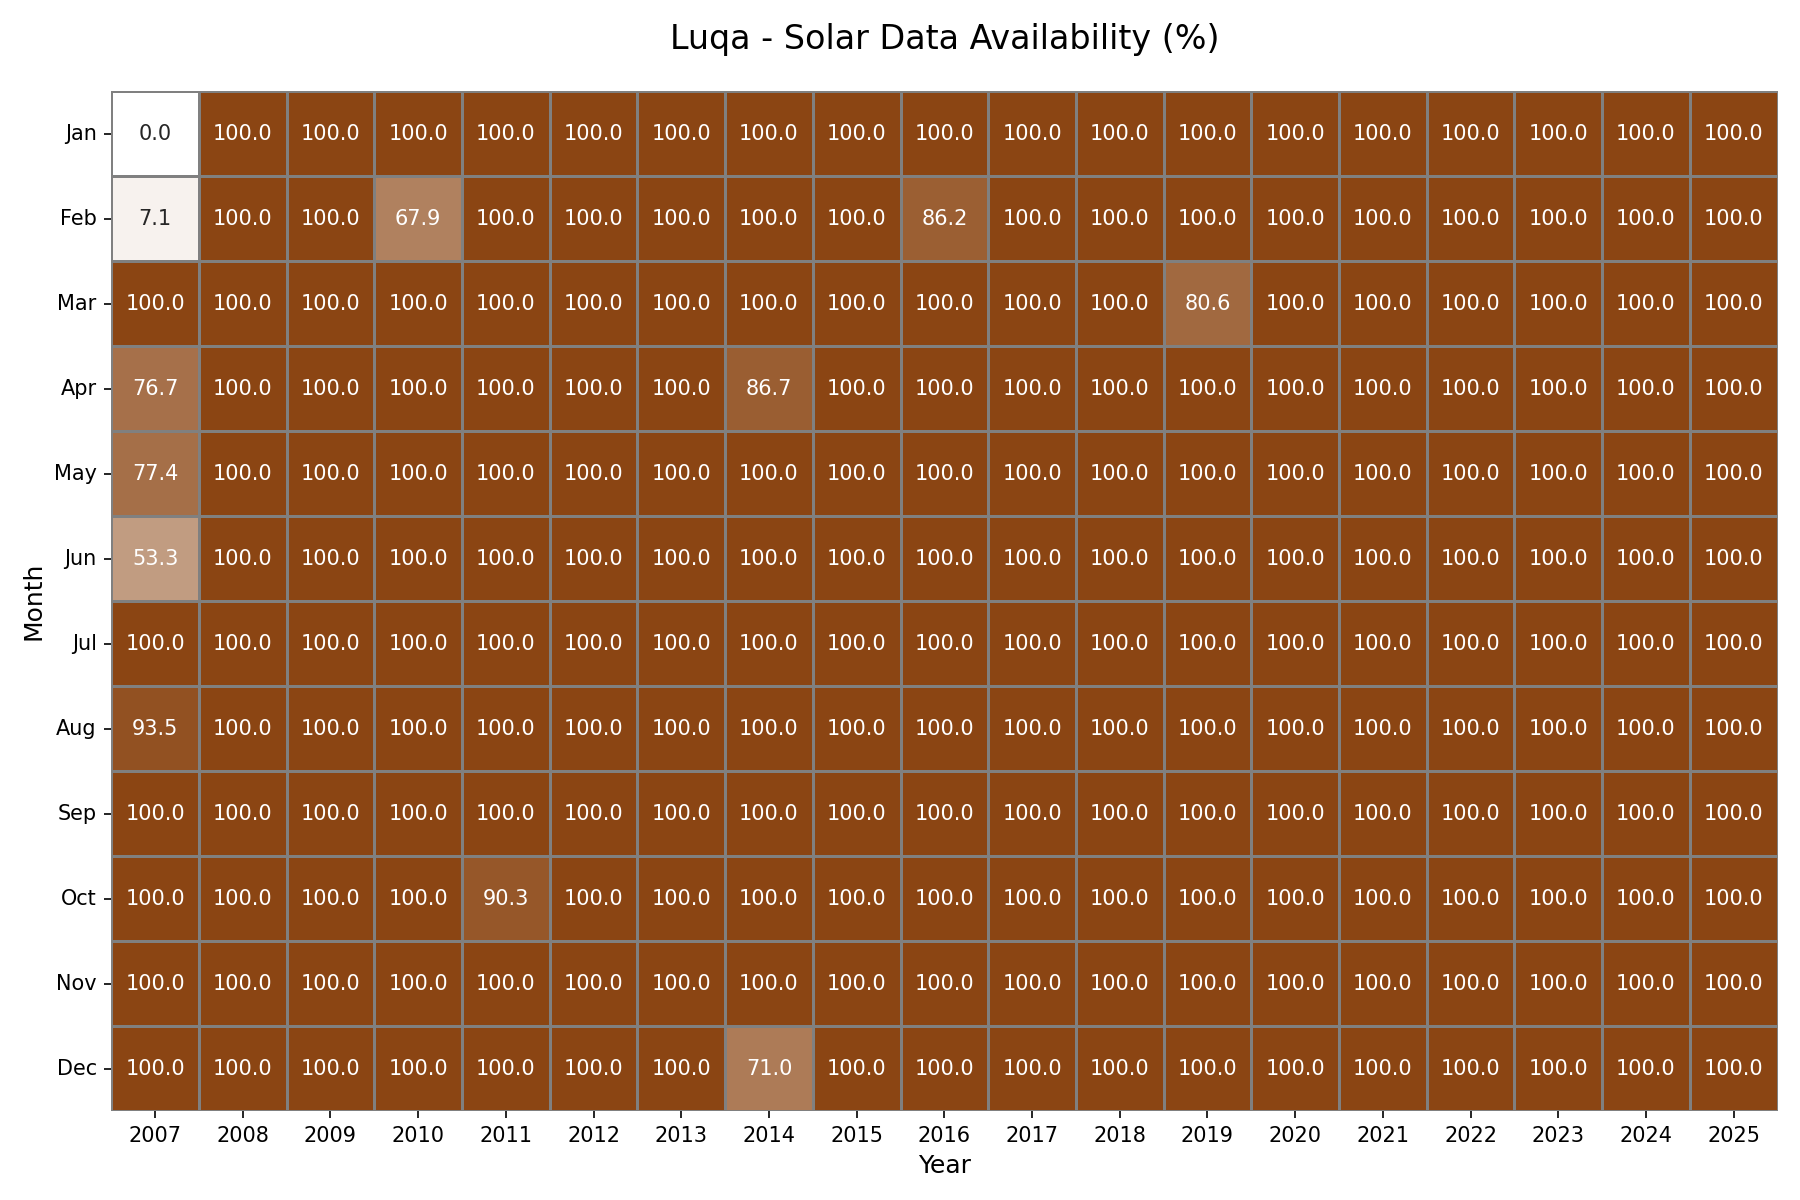 Luqa - Solar Data Availability (%)
Jan 0.0 100.0 100.0 100.0 100.0 100.0 100.0 100.0 100.0 100.0 100.0 100.0 100.0 100.0 100.0 100.0 100.0 100.0 100.0
Feb 7.1 100.0 100.0 67.9 100.0 100.0 100.0 100.0 100.0 86.2 100.0 100.0 100.0 100.0 100.0 100.0 100.0 100.0 100.0
Mar 100.0 100.0 100.0 100.0 100.0 100.0 100.0 100.0 100.0 100.0 100.0 100.0 80.6 100.0 100.0 100.0 100.0 100.0 100.0
Apr 76.7 100.0 100.0 100.0 100.0 100.0 100.0 86.7 100.0 100.0 100.0 100.0 100.0 100.0 100.0 100.0 100.0 100.0 100.0
May 77.4 100.0 100.0 100.0 100.0 100.0 100.0 100.0 100.0 100.0 100.0 100.0 100.0 100.0 100.0 100.0 100.0 100.0 100.0
Jun 53.3 100.0 100.0 100.0 100.0 100.0 100.0 100.0 100.0 100.0 100.0 100.0 100.0 100.0 100.0 100.0 100.0 100.0 100.0
Month
Jul 100.0 100.0 100.0 100.0 100.0 100.0 100.0 100.0 100.0 100.0 100.0 100.0 100.0 100.0 100.0 100.0 100.0 100.0 100.0
Aug 93.5 100.0 100.0 100.0 100.0 100.0 100.0 100.0 100.0 100.0 100.0 100.0 100.0 100.0 100.0 100.0 100.0 100.0 100.0
Sep 100.0 100.0 100.0 100.0 100.0 100.0 100.0 100.0 100.0 100.0 100.0 100.0 100.0 100.0 100.0 100.0 100.0 100.0 100.0
Oct 100.0 100.0 100.0 100.0 90.3 100.0 100.0 100.0 100.0 100.0 100.0 100.0 100.0 100.0 100.0 100.0 100.0 100.0 100.0
Nov 100.0 100.0 100.0 100.0 100.0 100.0 100.0 100.0 100.0 100.0 100.0 100.0 100.0 100.0 100.0 100.0 100.0 100.0 100.0
Dec 100.0 100.0 100.0 100.0 100.0 100.0 100.0 71.0 100.0 100.0 100.0 100.0 100.0 100.0 100.0 100.0 100.0 100.0 100.0
2007 2008 2009 2010 2011 2012 2013 2014 2015 2016 2017 2018 2019 2020 2021 2022 2023 2024 2025
Year